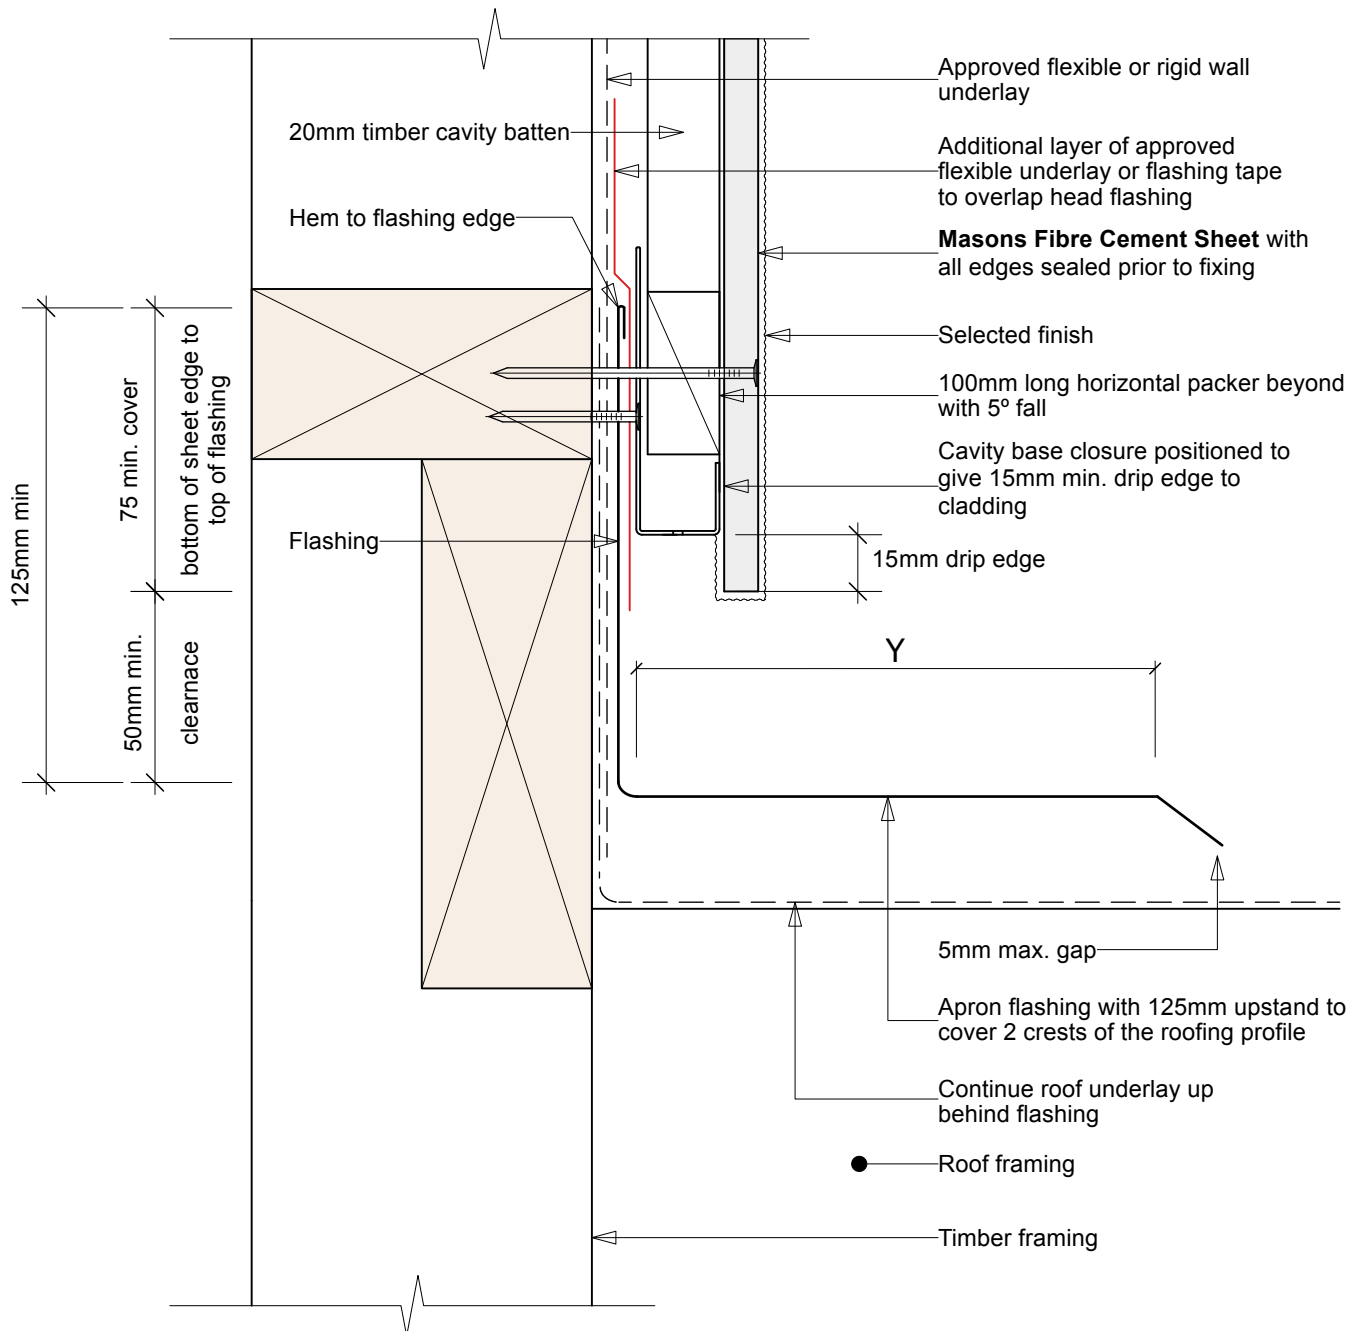 Approved flexible or rigid wall
underlay
20mm timber cavity batten
Additional layer of approved
flexible underlay or flashing tape
to overlap head flashing
Hem to flashing edge
Masons Fibre Cement Sheet with
all edges sealed prior to fixing
Selected finish
100mm long horizontal packer beyond
with 5º fall
Cavity base closure positioned to
give 15mm min. drip edge to
cladding
125mm min
75 min. cover
bottom of sheet edge to
top of flashing
Flashing
15mm drip edge
50mm min.
clearnace
Y
5mm max. gap
Apron flashing with 125mm upstand to
cover 2 crests of the roofing profile
Continue roof underlay up
behind flashing
Roof framing
Timber framing